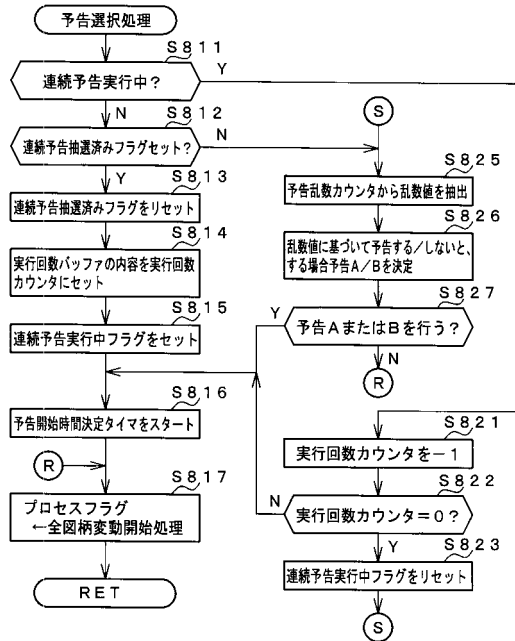 予告選択処理
S811
連続予告実行中？
Y
N
S812
連続予告抽選済みフラグセット？
N
Y
S813
連続予告抽選済みフラグをリセット
S814
実行回数バッファの内容を実行回数
カウンタにセット
S815
連続予告実行中フラグをセット
S816
予告開始時間決定タイマをスタート
R
S817
プロセスフラグ
←全図柄変動開始処理
RET
S
S825
予告乱数カウンタから乱数値を抽出
S826
乱数値に基づいて予告する／しないと、
する場合予告A／Bを決定
S827
Y
予告AまたはBを行う？
N
R
S821
実行回数カウンタを－1
S822
N
実行回数カウンタ＝0？
Y
S823
連続予告実行中フラグをリセット
S